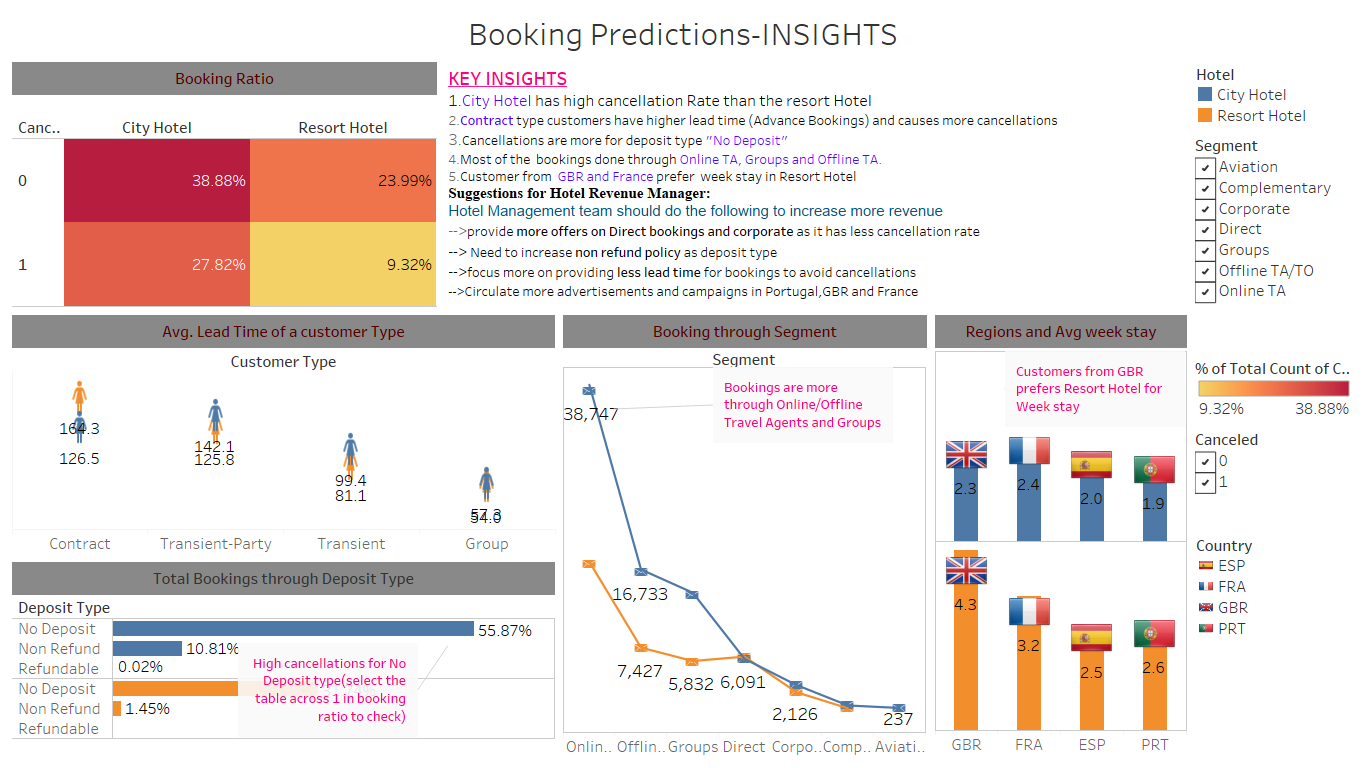 Booking Predictions-INSIGHTS
Booking Ratio
Canc.. City Hotel Resort Hotel
0 38.88% 23.99%
1 27.82% 9.32%
KEY INSIGHTS
1.City Hotel has high cancellation Rate than the resort Hotel
2.Contract type customers have higher lead time (Advance Bookings) and causes more cancellations
3.Cancellations are more for deposit type "No Deposit"
4.Most of the bookings done through Online TA, Groups and Offline TA.
5.Customer from GBR and France prefer week stay in Resort Hotel
Suggestions for Hotel Revenue Manager:
Hotel Management team should do the following to increase more revenue
-->provide more offers on Direct bookings and corporate as it has less cancellation rate
--> Need to increase non refund policy as deposit type
-->focus more on providing less lead time for bookings to avoid cancellations
-->Circulate more advertisements and campaigns in Portugal,GBR and France
Hotel
City Hotel
Resort Hotel
Segment
Aviation
Complementary
Corporate
Direct
Groups
Offline TA/TO
Online TA
% of Total Count of C..
9.32% 38.88%
Canceled
0
1
Country
ESP
FRA
GBR
PRT
Avg. Lead Time of a customer Type
Customer Type
164.3
126.5
142.1
125.8
99.4
81.1
57.3
54.0
Contract Transient-Party Transient Group
Total Bookings through Deposit Type
Deposit Type
No Deposit 55.87%
Non Refund 10.81%
Refundable 0.02%
No Deposit
Non Refund 1.45%
Refundable
High cancellations for No
Deposit type(select the
table across 1 in booking
ratio to check)
Booking through Segment
Segment
Bookings are more
through Online/Offline
Travel Agents and Groups
38,747
16,733
7,427
5,832
6,091
2,126
237
Onlin.. Offlin.. Groups Direct Corpo.. Comp.. Aviati..
Regions and Avg week stay
Customers from GBR
prefers Resort Hotel for
Week stay
2.3 2.4 2.0 1.9
4.3 3.2 2.5 2.6
GBR FRA ESP PRT